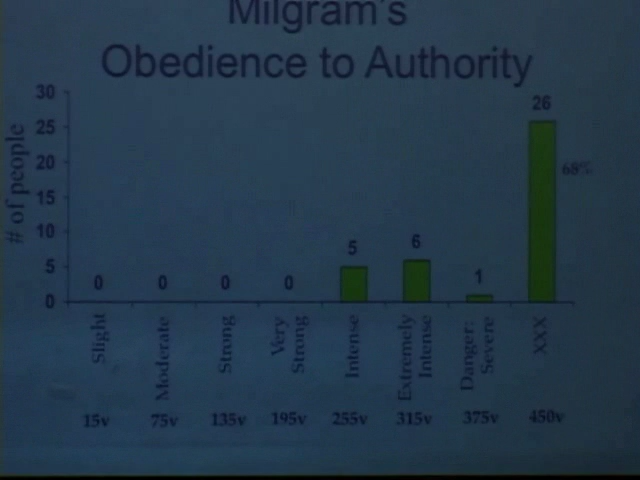 Milgram's
Obedience to Authority
# of people
30
25
20
15
10
5
0
0
0
0
0
5
6
1
26
68%
Slight
Moderate
Strong
Very
Strong
Intense
Extremely
Intense
Danger:
Severe
XXX
15v
75v
135v
195v
255v
315v
375v
450v